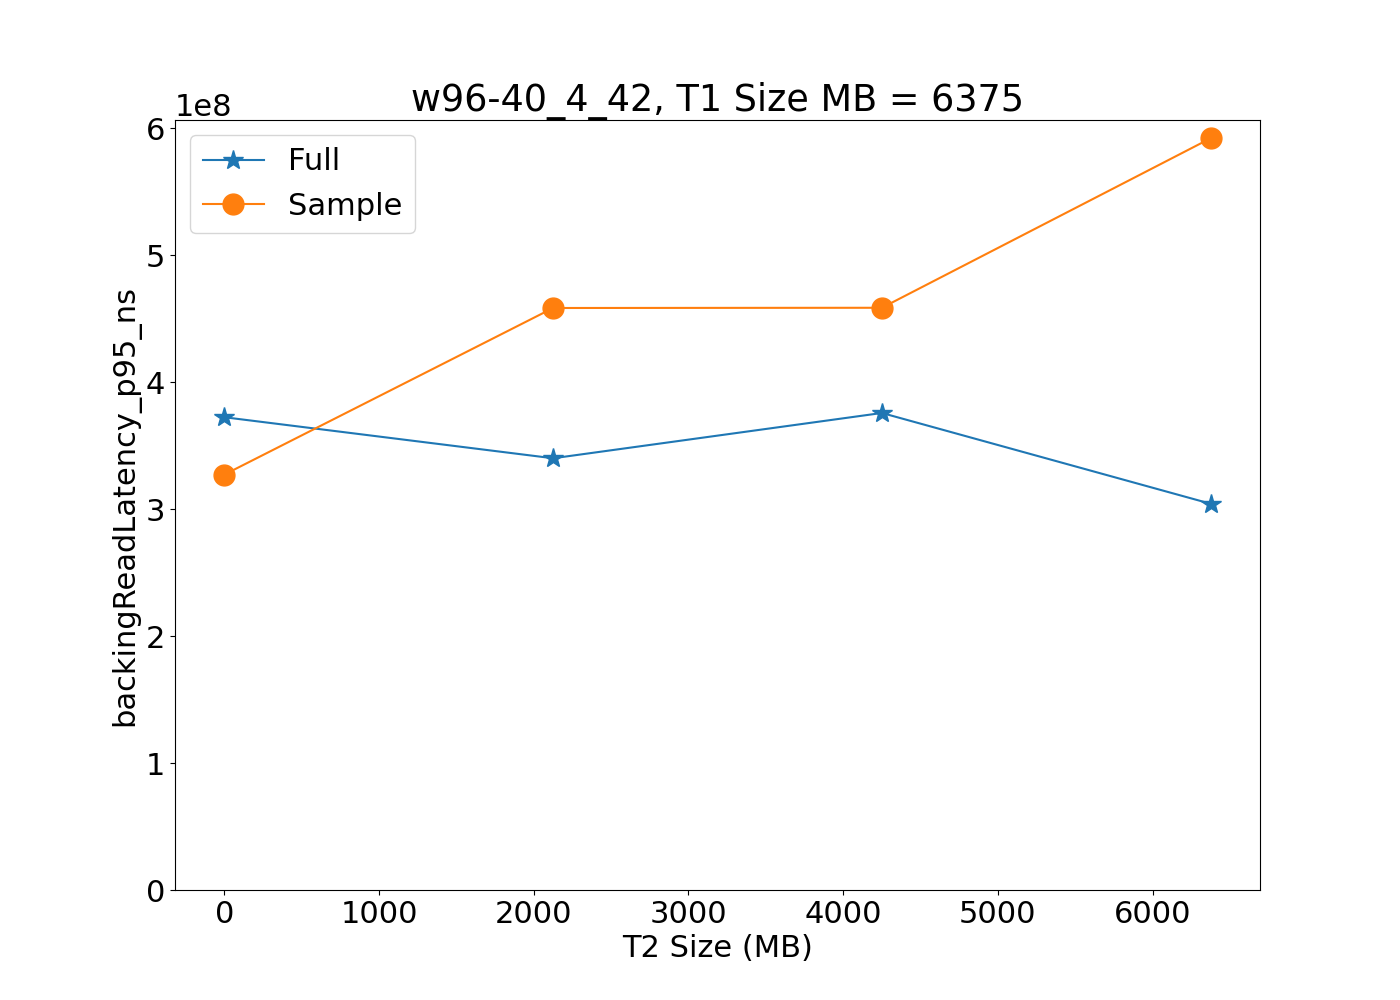 w96-40_4_42, T1 Size MB = 6375
1e8
6
5
4
3
2
1
0
Full
Sample
backingReadLatency_p95_ns
0 1000 2000 3000 4000 5000 6000
T2 Size (MB)